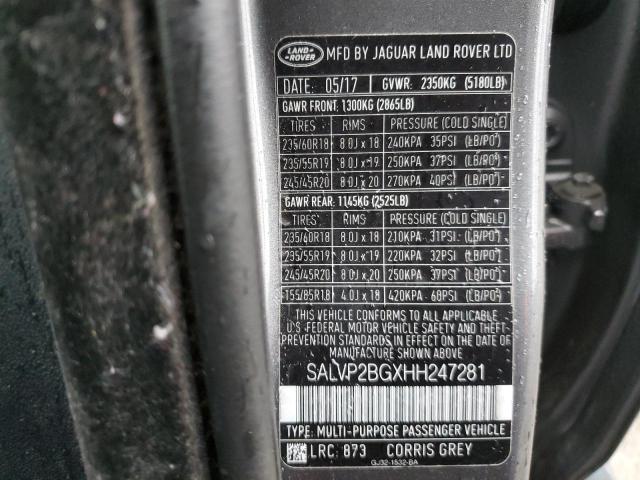 LAND ROVER MFD BY JAGUAR LAND ROVER LTD
DATE: 05/17 GVWR: 2350KG (5180LB)
GAWR FRONT: 1300KG (2865LB)
TIRES RIMS PRESSURE (COLD SINGLE)
235/60R18 8.0J x 18 240KPA 35PSI (LB/PO²)
235/55R19 8.0J x 19 250KPA 37PSI (LB/PO²)
245/45R20 8.0J x 20 270KPA 40PSI (LB/PO²)
GAWR REAR: 1145KG (2525LB)
TIRES RIMS PRESSURE (COLD SINGLE)
235/60R18 8.0J x 18 210KPA 31PSI (LB/PO²)
235/55R19 8.0J x 19 220KPA 32PSI (LB/PO²)
245/45R20 8.0J x 20 250KPA 37PSI (LB/PO²)
T155/85R18 4.0J x 18 420KPA 60PSI (LB/PO²)
THIS VEHICLE CONFORMS TO ALL APPLICABLE
U.S. FEDERAL MOTOR VEHICLE SAFETY AND THEFT
PREVENTION STANDARDS IN EFFECT ON THE DATE
OF MANUFACTURE SHOWN ABOVE.
SALVP2BGXHH247281
TYPE: MULTI-PURPOSE PASSENGER VEHICLE
LRC: 873 CORRIS GREY
GJ32-1532-BA